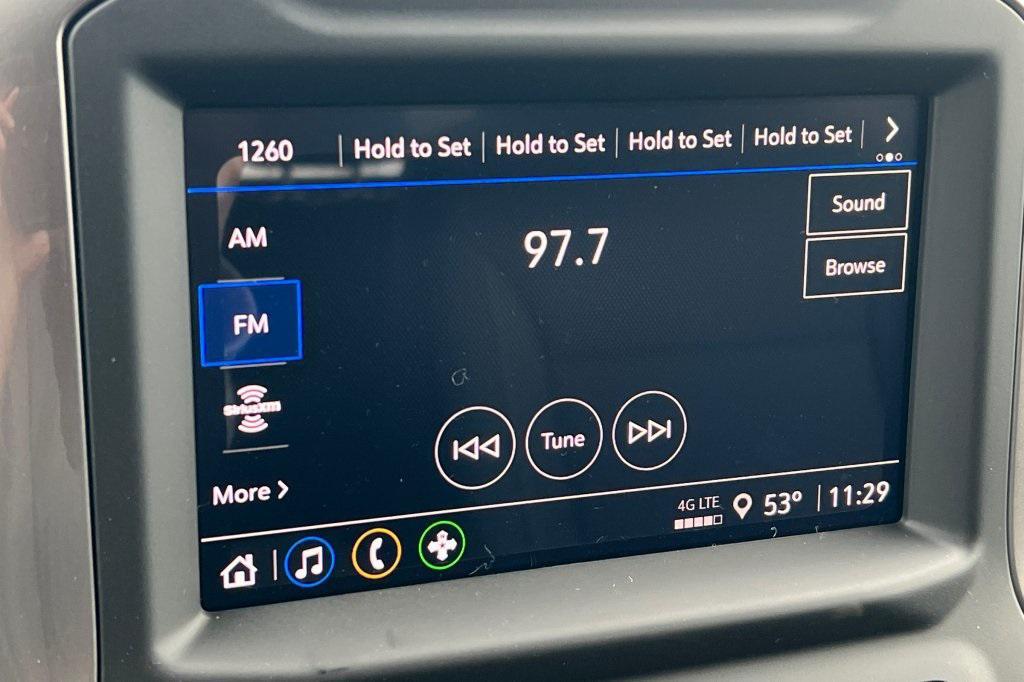 1260 Hold to Set Hold to Set Hold to Set Hold to Set
AM
97.7
Sound
Browse
FM
SiriusXM
Tune
More
4G LTE 53° 11:29